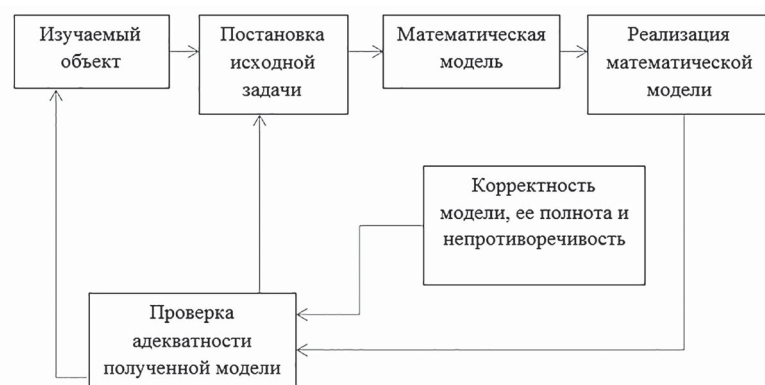 Изучаемый
объект
Постановка
исходной
задачи
Математическая
модель
Реализация
математической
модели
Корректность
модели, ее полнота и
непротиворечивость
Проверка
адекватности
полученной модели